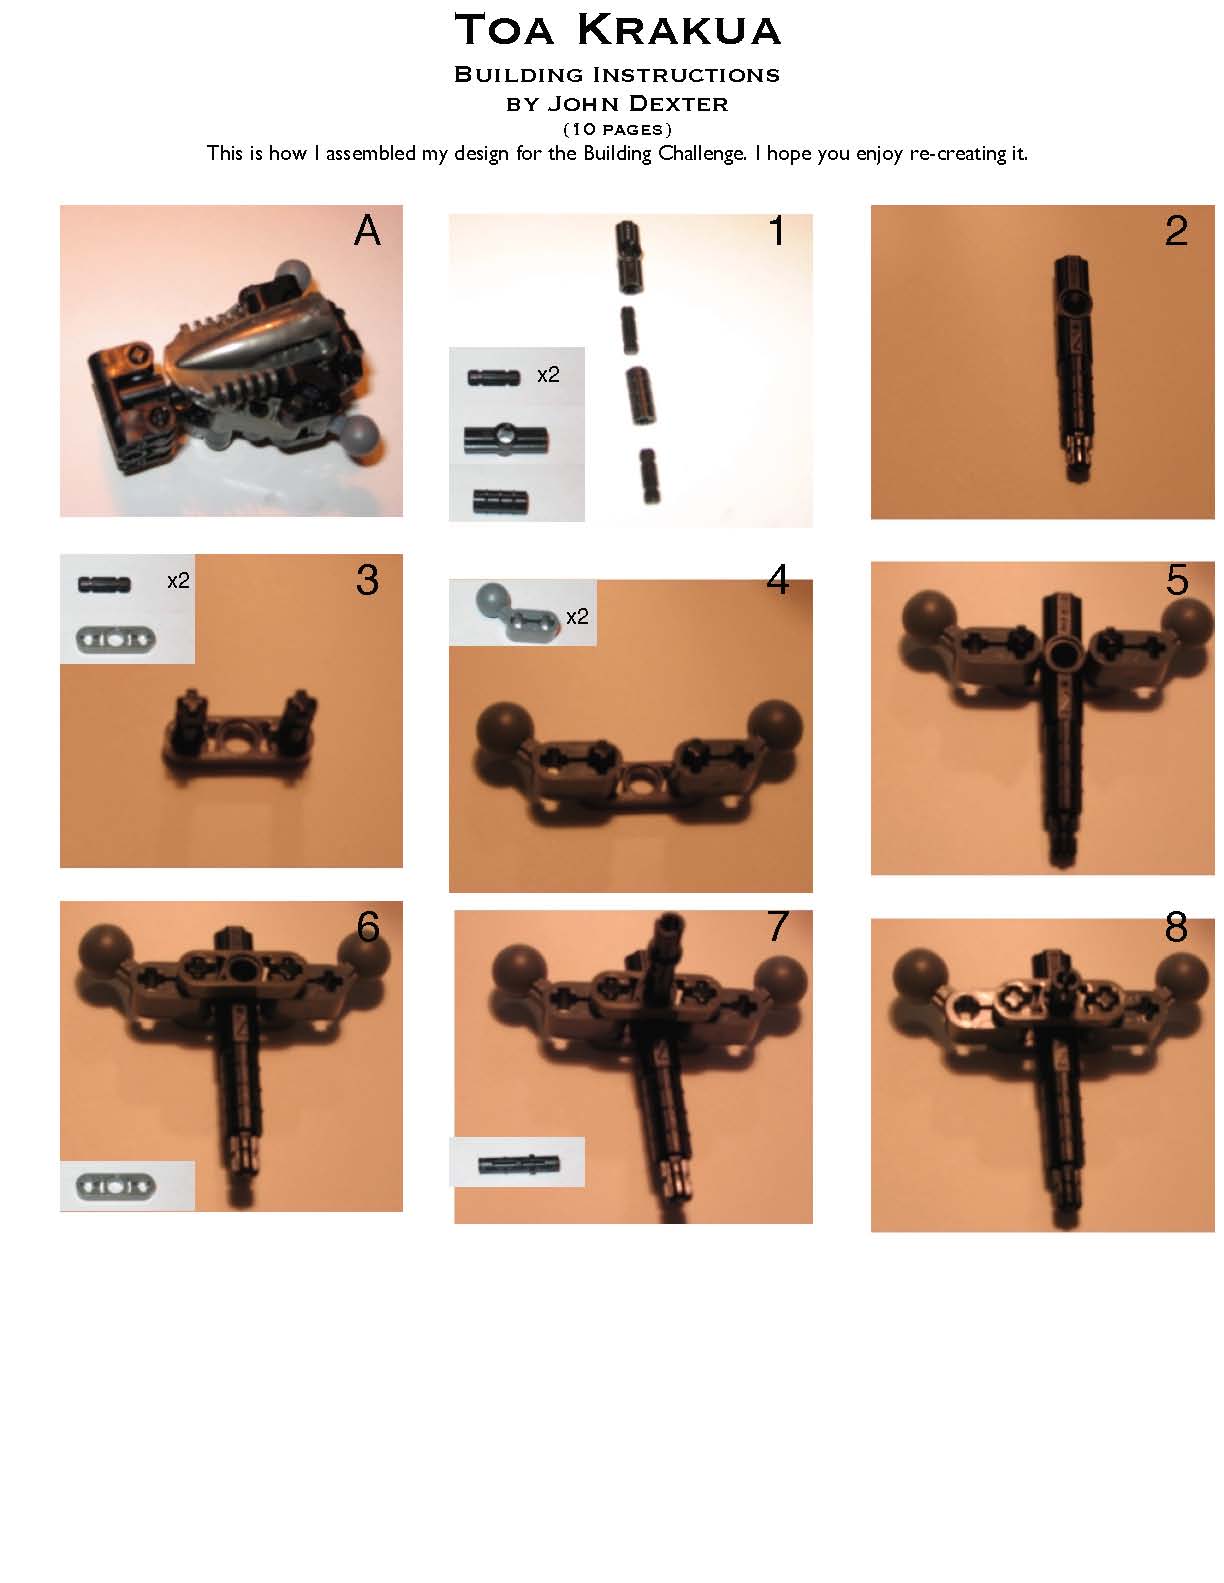 TOA KRAKUA
BUILDING INSTRUCTIONS
BY JOHN DEXTER
(10 PAGES)
This is how I assembled my design for the Building Challenge. I hope you enjoy re-creating it.
A
1
x2
2
3
x2
4
x2
5
6
7
8